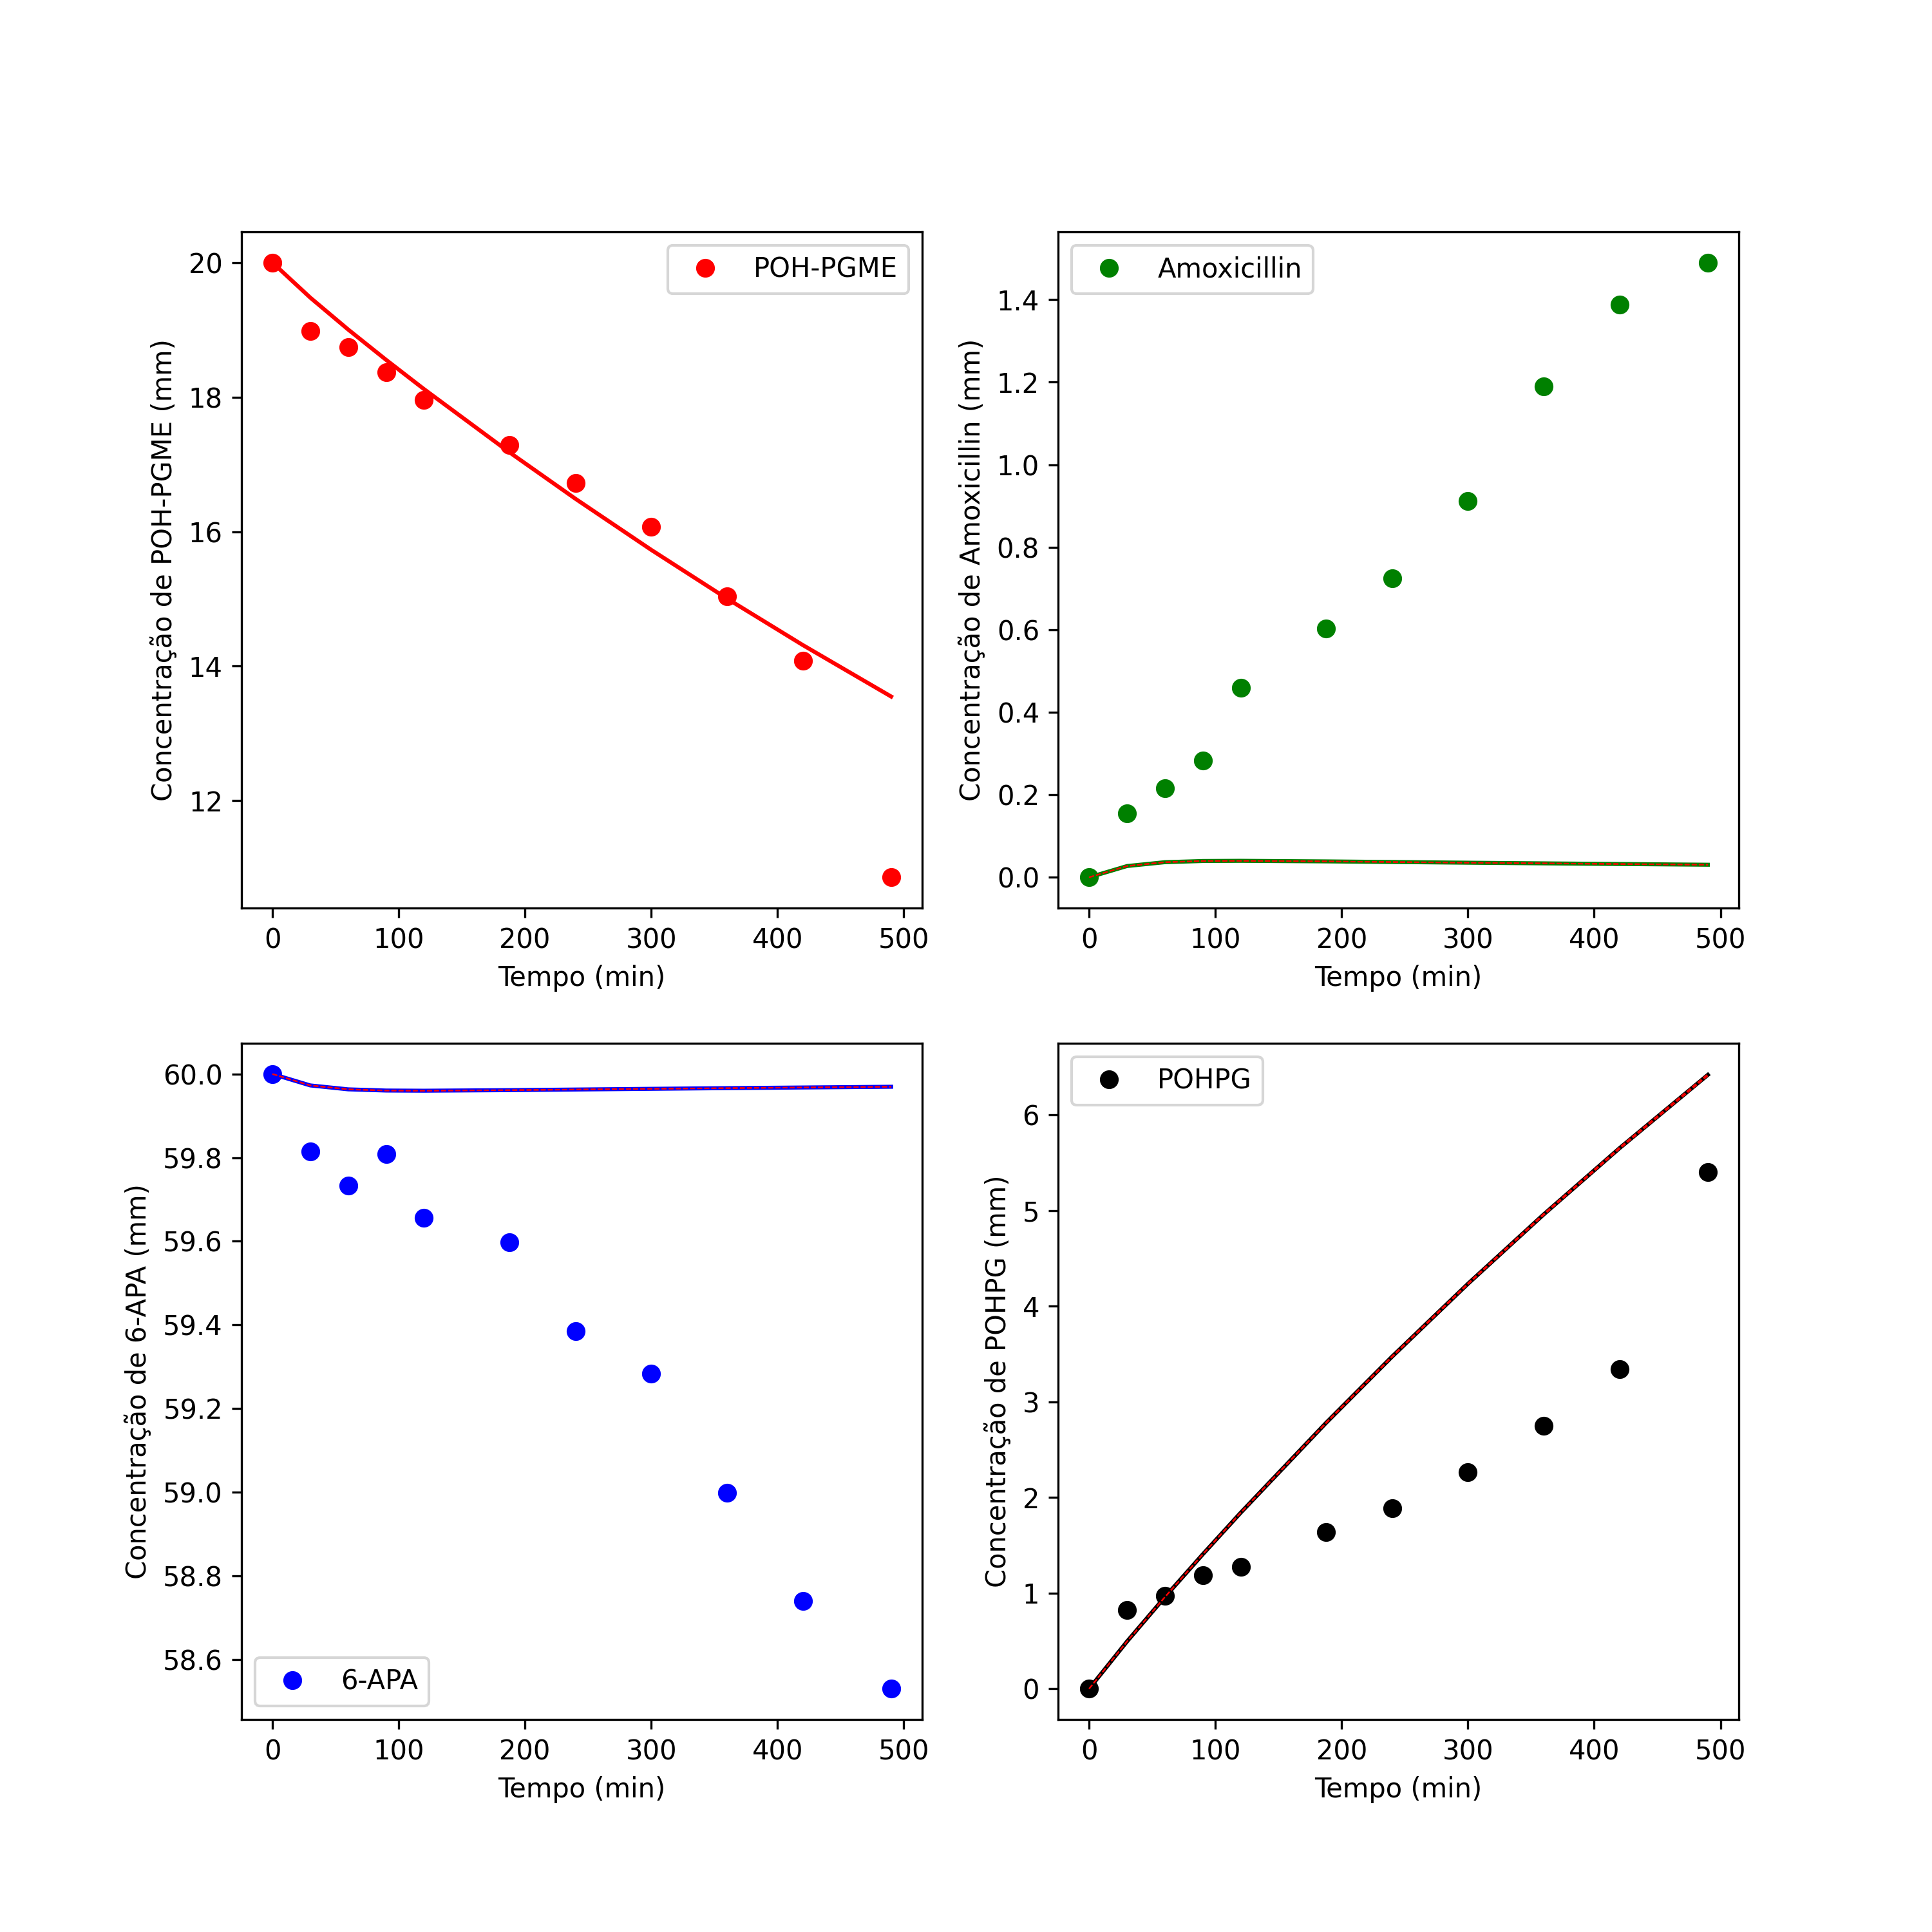 POH-PGME
Concentração de POH-PGME (mm)
20
18
16
14
12
0 100 200 300 400 500
Tempo (min)
Amoxicillin
Concentração de Amoxicillin (mm)
1.4
1.2
1.0
0.8
0.6
0.4
0.2
0.0
0 100 200 300 400 500
Tempo (min)
Concentração de 6-APA (mm)
60.0
59.8
59.6
59.4
59.2
59.0
58.8
58.6
6-APA
0 100 200 300 400 500
Tempo (min)
POHPG
Concentração de POHPG (mm)
6
5
4
3
2
1
0
0 100 200 300 400 500
Tempo (min)